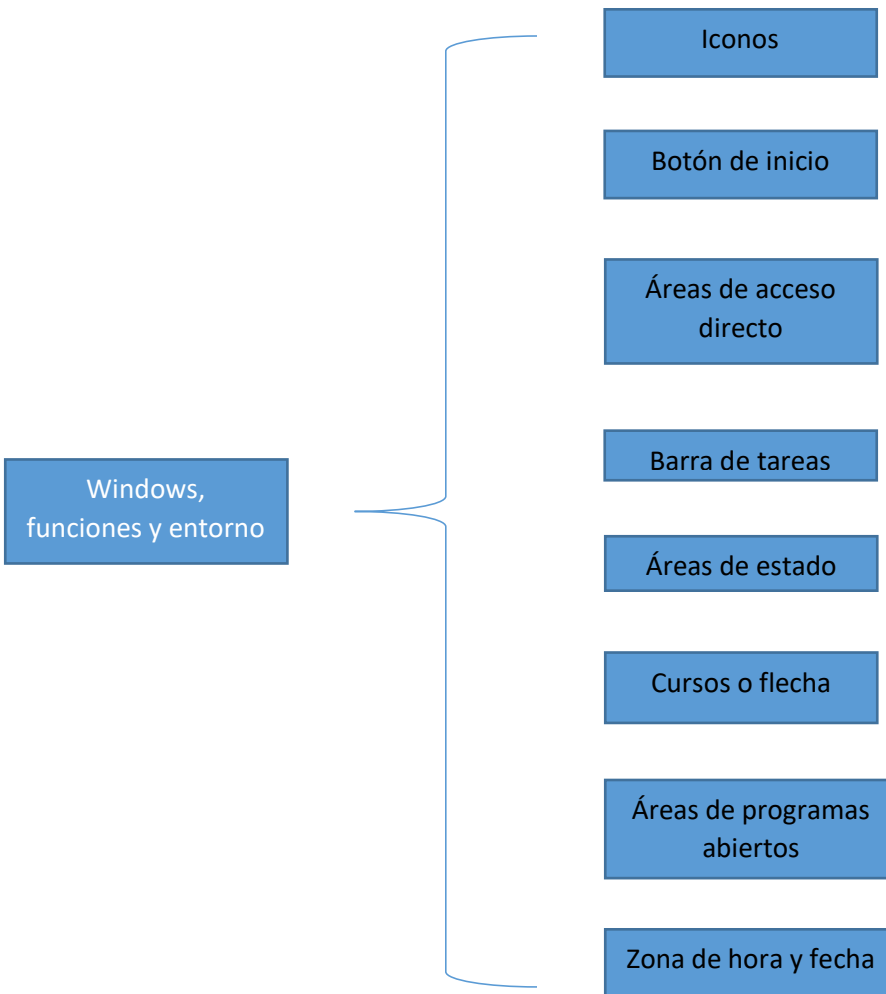 Iconos
Botón de inicio
Áreas de acceso
directo
Barra de tareas
Windows,
funciones y entorno
Áreas de estado
Cursos o flecha
Áreas de programas
abiertos
Zona de hora y fecha